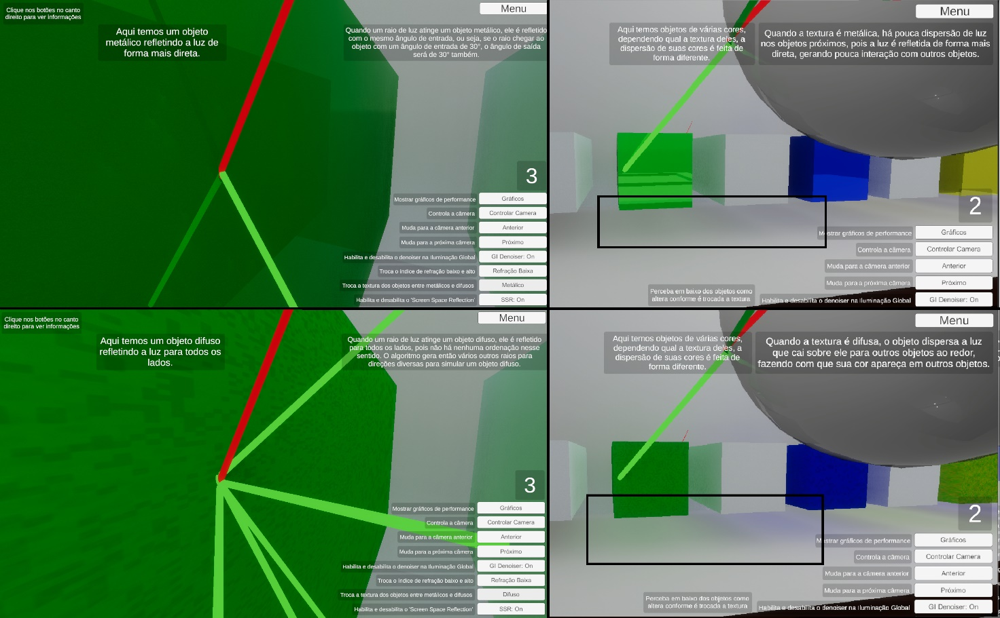 Clique nos botões no canto
direito para ver informações
Aqui temos um objeto
metálico refletindo a luz de
forma mais direta.
Menu
Quando um raio de luz atinge um objeto metálico, ele é refletido
com o mesmo ângulo de entrada, ou seja, se o raio chegar ao
objeto com um ângulo de entrada de 30°, o ângulo de saída
será de 30° também.
3
Mostrar gráficos de performance
Gráficos
Controla a câmera
Controlar Camera
Muda para a câmera anterior
Anterior
Muda para a próxima câmera
Próximo
Habilita e desabilita o denoiser na Iluminação Global
GI Denoiser: On
Troca o índice de refração baixo e alto
Refração Baixa
Troca a textura dos objetos entre metálicos e difusos
Metálico
Habilita e desabilita o 'Screen Space Reflection'
SSR: On
Menu
Aqui temos objetos de várias cores,
dependendo qual a textura deles, a
dispersão de suas cores é feita de
forma diferente.
Quando a textura é metálica, há pouca dispersão de luz
nos objetos próximos, pois a luz é refletida de forma mais
direta, gerando pouca interação com outros objetos.
2
Mostrar gráficos de performance
Gráficos
Controla a câmera
Controlar Camera
Muda para a câmera anterior
Anterior
Muda para a próxima câmera
Próximo
Perceba em baixo dos objetos como
altera conforme é trocada a textura
Habilita e desabilita o denoiser na Iluminação Global
GI Denoiser: On
Clique nos botões no canto
direito para ver informações
Aqui temos um objeto difuso
refletindo a luz para todos os
lados.
Menu
Quando um raio de luz atinge um objeto difuso, ele é refletido
para todos os lados, pois não há nenhuma ordenação nesse
sentido. O algoritmo gera então vários outros raios para
direções diversas para simular um objeto difuso.
3
Mostrar gráficos de performance
Gráficos
Controla a câmera
Controlar Camera
Muda para a câmera anterior
Anterior
Muda para a próxima câmera
Próximo
Habilita e desabilita o denoiser na Iluminação Global
GI Denoiser: On
Troca o índice de refração baixo e alto
Refração Baixa
Troca a textura dos objetos entre metálicos e difusos
Difuso
Habilita e desabilita o 'Screen Space Reflection'
SSR: On
Menu
Aqui temos objetos de várias cores,
dependendo qual a textura deles, a
dispersão de suas cores é feita de
forma diferente.
Quando a textura é difusa, o objeto dispersa a luz
que cai sobre ele para outros objetos ao redor,
fazendo com que sua cor apareça em outros objetos.
2
Mostrar gráficos de performance
Gráficos
Controla a câmera
Controlar Camera
Muda para a câmera anterior
Anterior
Muda para a próxima câmera
Próximo
Perceba em baixo dos objetos como
altera conforme é trocada a textura
Habilita e desabilita o denoiser na Iluminação Global
GI Denoiser: On